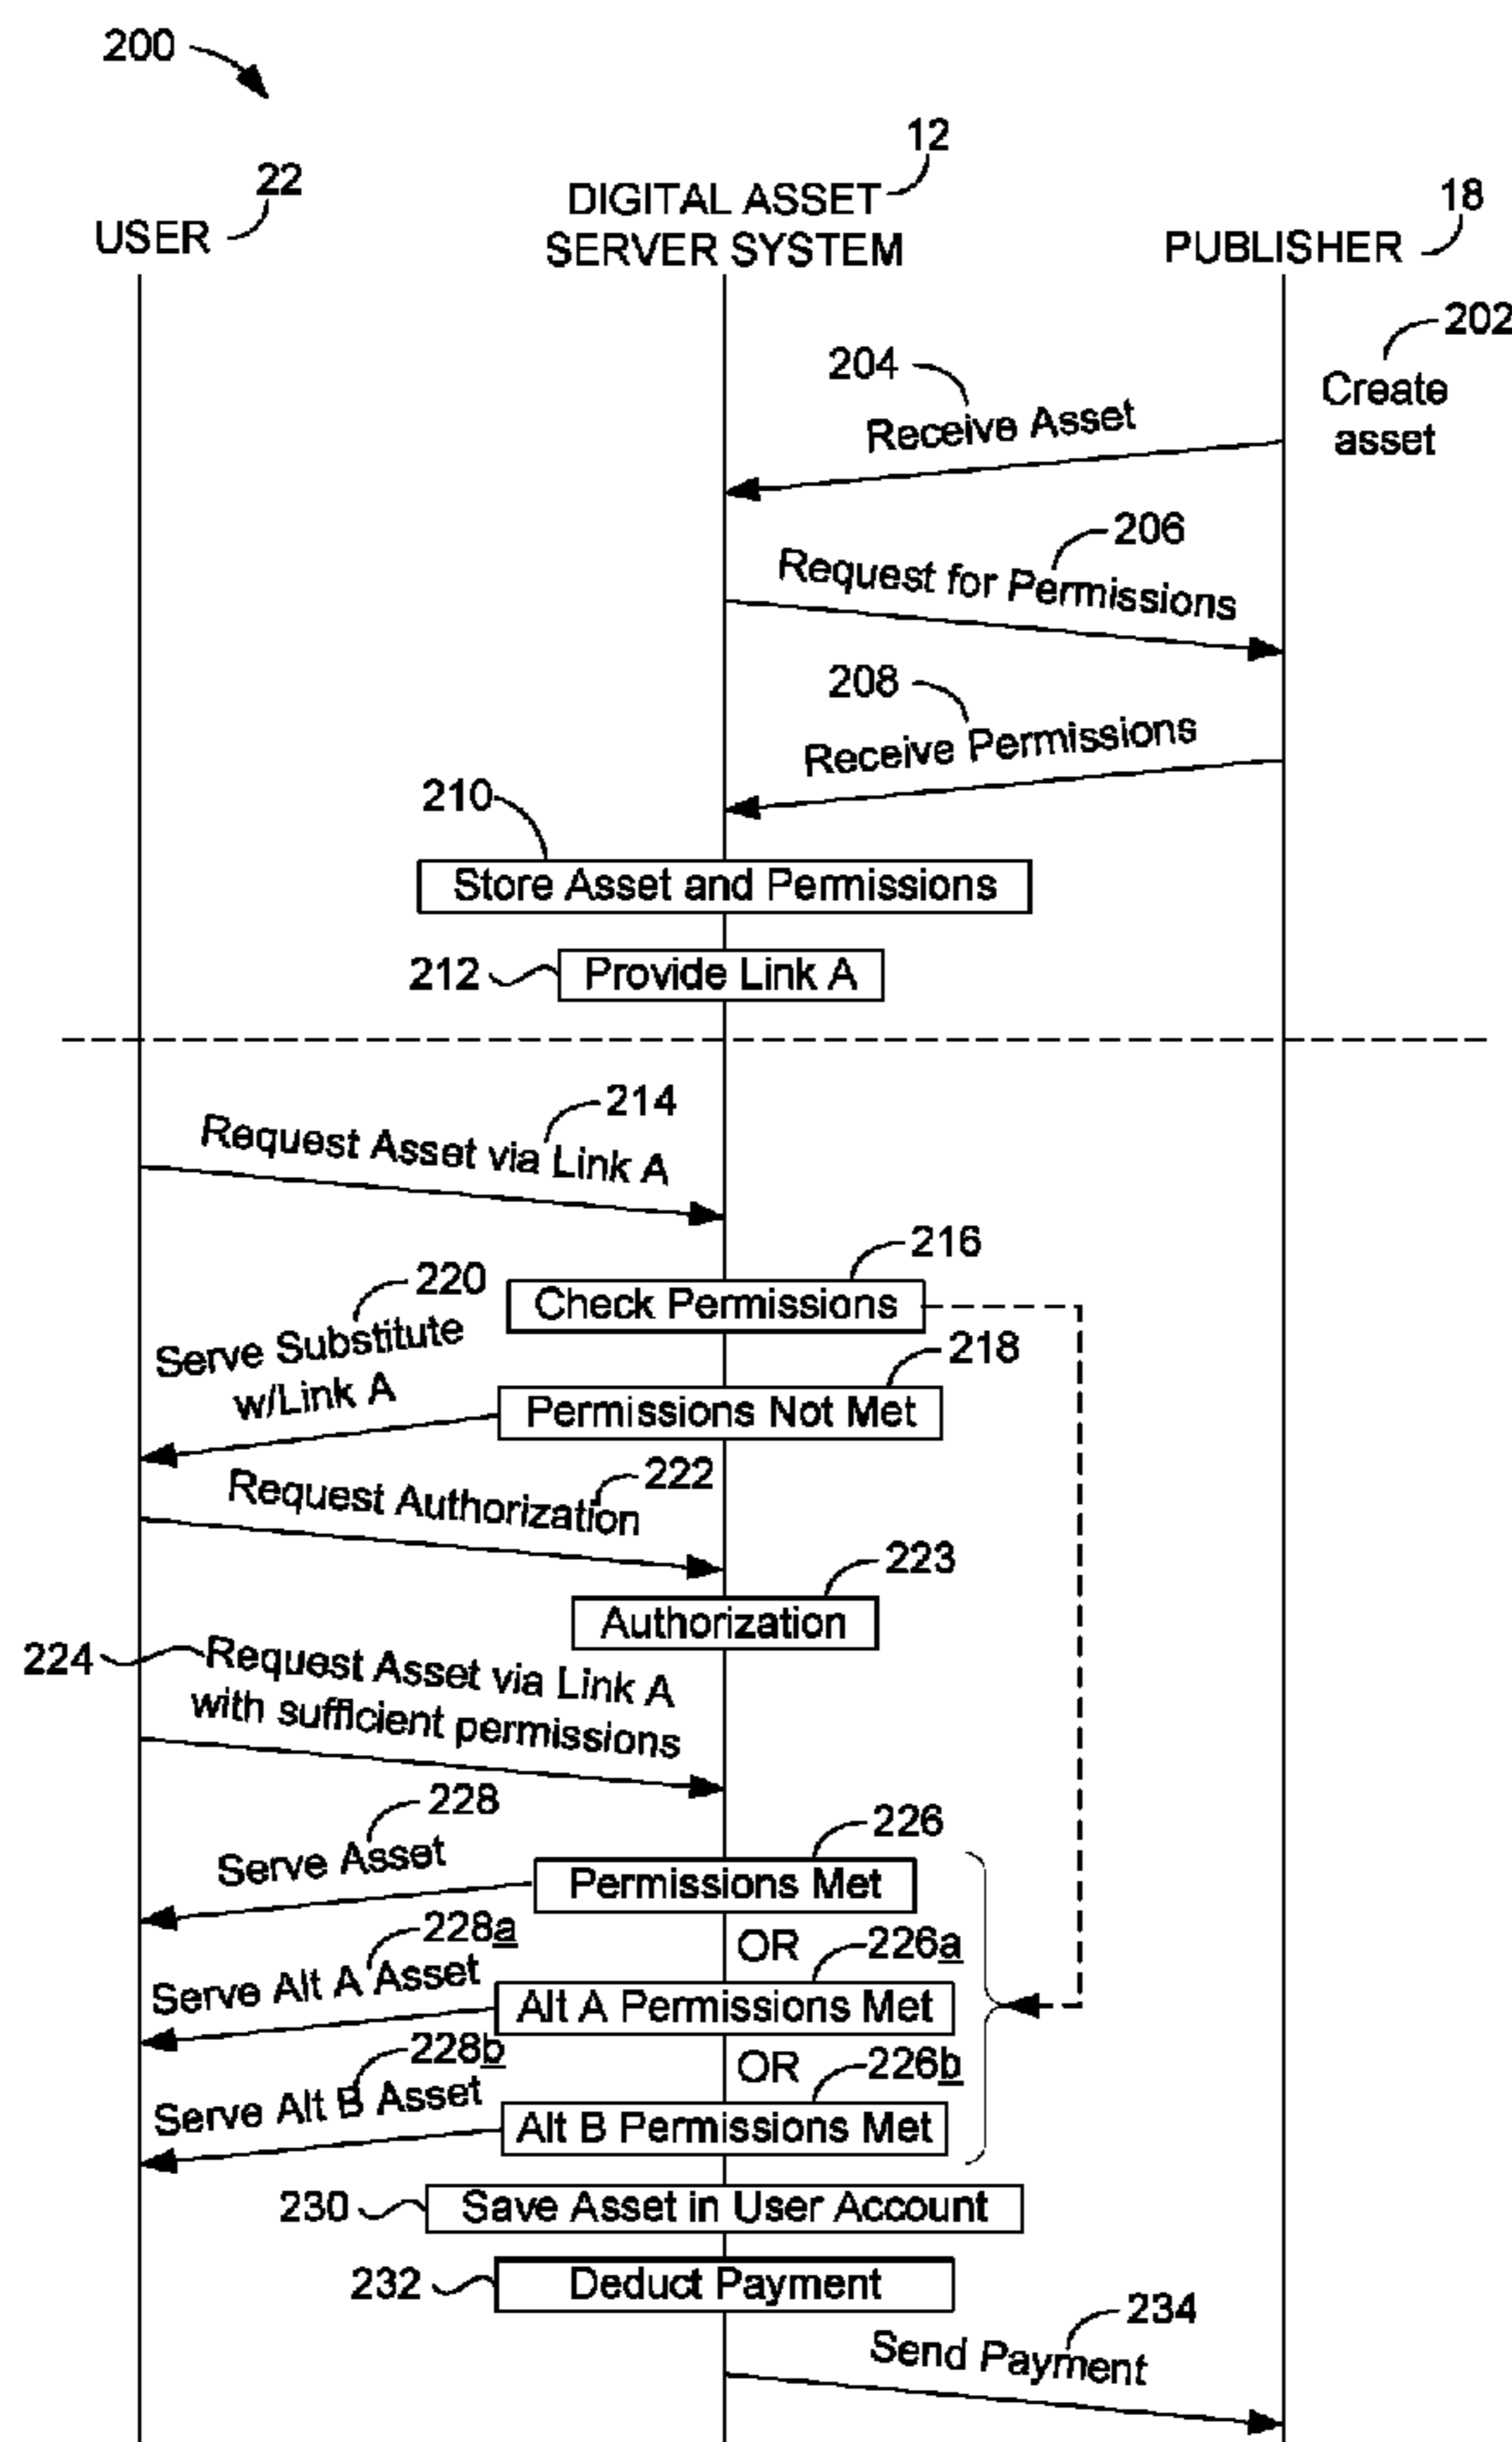 200
12
22
DIGITAL ASSET
18
USER
SERVER SYSTEM
PUBLISHER
202
204
Create
Receive Asset
asset
206
Request for Permissions
208
Receive Permissions
210
Store Asset and Permissions
212
Provide Link A
214
Request Asset via Link A
216
220
Check Permissions
Serve Substitute
218
w/Link A
Permissions Not Met
222
Request Authorization
223
Authorization
224
Request Asset via Link A
with sufficient permissions
228
226
Serve Asset
Permissions Met
228a
OR
226a
Serve Alt A Asset
Alt A Permissions Met
228b
OR
226b
Serve Alt B Asset
Alt B Permissions Met
230
Save Asset in User Account
232
Deduct Payment
234
Send Payment